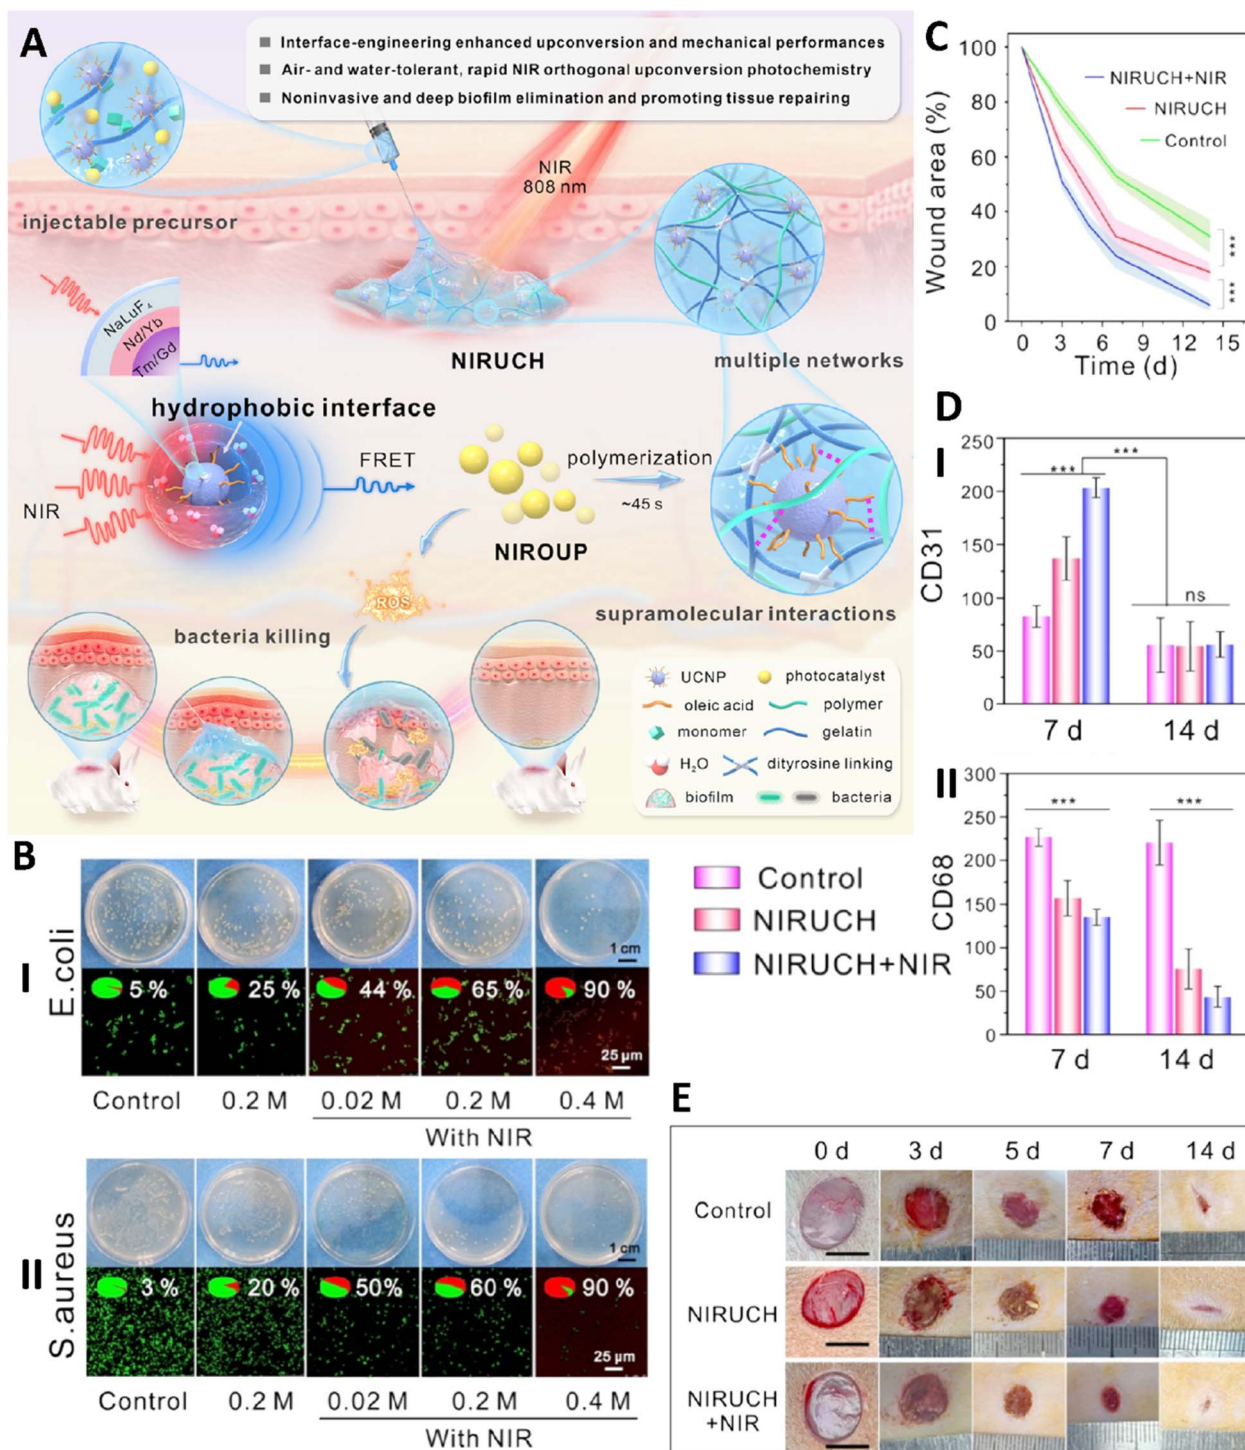 A
■ Interface-engineering enhanced upconversion and mechanical performances
■ Air- and water-tolerant, rapid NIR orthogonal upconversion photochemistry
■ Noninvasive and deep biofilm elimination and promoting tissue repairing
injectable precursor
NIR
808 nm
NaLuF₄
Nd/Yb
Tm/Gd
NIRUCH
multiple networks
hydrophobic interface
NIR
FRET
polymerization
~45 s
NIROUP
ROS
supramolecular interactions
bacteria killing
UCNP
photocatalyst
oleic acid
polymer
monomer
gelatin
H₂O
dityrosine linking
biofilm
bacteria
B
I
E.coli
1 cm
5 %
25 %
44 %
65 %
90 %
25 µm
Control
0.2 M
0.02 M
0.2 M
0.4 M
With NIR
II
S.aureus
1 cm
3 %
20 %
50%
60 %
90 %
25 µm
Control
0.2 M
0.02 M
0.2 M
0.4 M
With NIR
C
Wound area (%)
100
80
60
40
20
0
NIRUCH+NIR
NIRUCH
Control
***
***
0 3 6 9 12 15
Time (d)
D
I
CD31
250
200
150
100
50
0
***
***
ns
7 d
14 d
II
CD68
300
250
200
150
100
50
0
***
***
7 d
14 d
Control
NIRUCH
NIRUCH+NIR
E
0 d
3 d
5 d
7 d
14 d
Control
NIRUCH
NIRUCH
+NIR